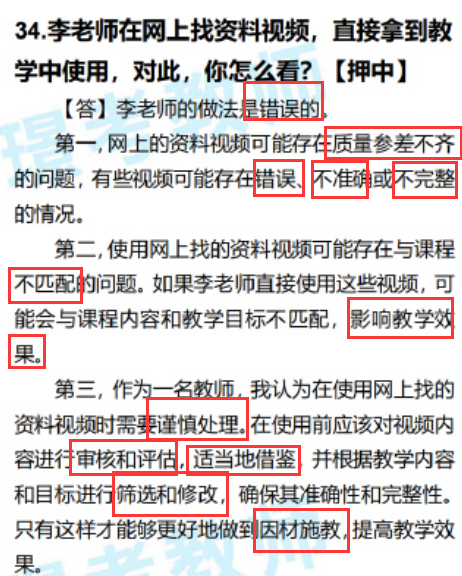 34.李老师在网上找资料视频，直接拿到教
学中使用，对此，你怎么看？【押中】
【答】李老师的做法是错误的。
第一，网上的资料视频可能存在质量参差不齐
的问题，有些视频可能存在错误、不准确或不完整
的情况。
第二，使用网上找的资料视频可能存在与课程
不匹配的问题。如果李老师直接使用这些视频，可
能会与课程内容和教学目标不匹配，影响教学效
果。
第三，作为一名教师，我认为在使用网上找的
资料视频时需要谨慎处理。在使用前应该对视频内
容进行审核和评估，适当地借鉴，并根据教学内容
和目标进行筛选和修改，确保其准确性和完整性。
只有这样才能够更好地做到因材施教，提高教学效
果。
瑅考教师
瑅考教师